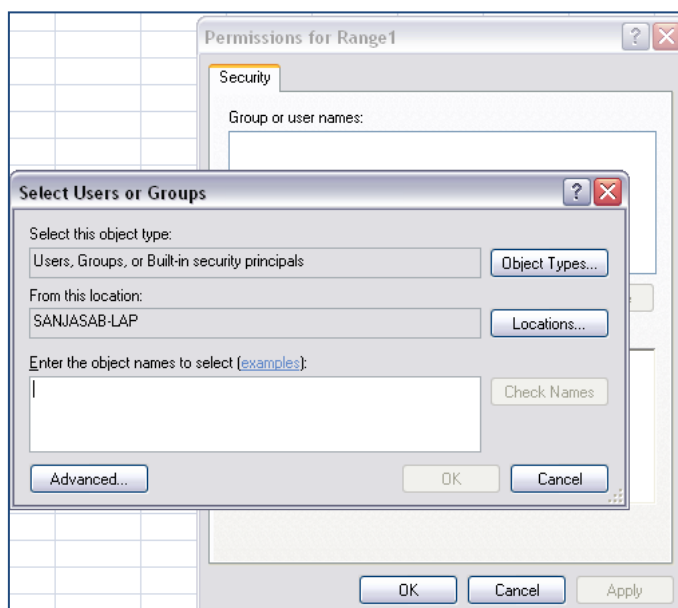 Permissions for Range1
Security
Group or user names:
Select Users or Groups
Select this object type:
Users, Groups, or Built-in security principals
Object Types...
From this location:
SANJASAB-LAP
Locations...
Enter the object names to select (examples):
Check Names
Advanced...
OK
Cancel
OK
Cancel
Apply